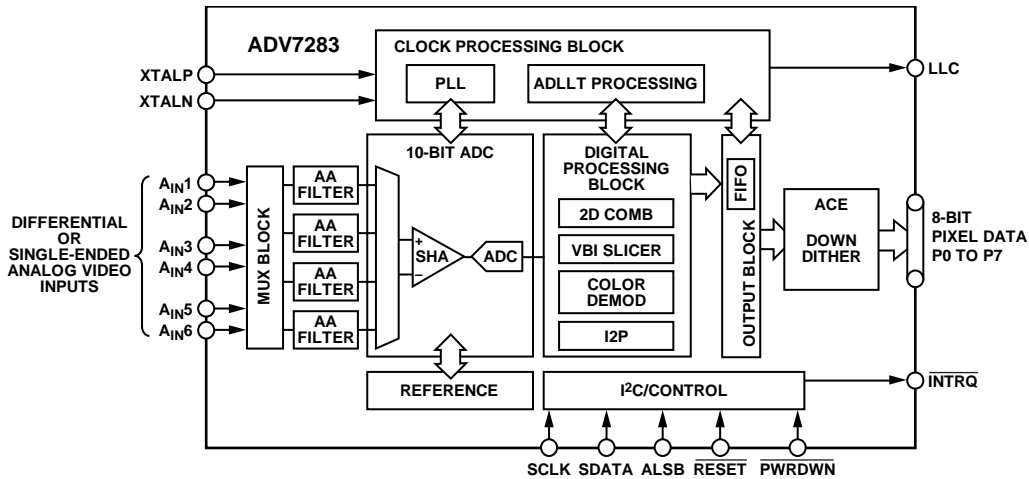 ADV7283
CLOCK PROCESSING BLOCK
PLL
ADLLT PROCESSING
XTALP
XTALN
LLC
10-BIT ADC
DIGITAL
PROCESSING
BLOCK
2D COMB
VBI SLICER
COLOR
DEMOD
I2P
FIFO
OUTPUT BLOCK
ACE
DOWN
DITHER
8-BIT
PIXEL DATA
P0 TO P7
DIFFERENTIAL
OR
SINGLE-ENDED
ANALOG VIDEO
INPUTS
AIN1
AIN2
AIN3
AIN4
AIN5
AIN6
MUX BLOCK
AA
FILTER
AA
FILTER
AA
FILTER
AA
FILTER
+
SHA
–
ADC
REFERENCE
I²C/CONTROL
INTRQ
SCLK
SDATA
ALSB
RESET
PWRDWN